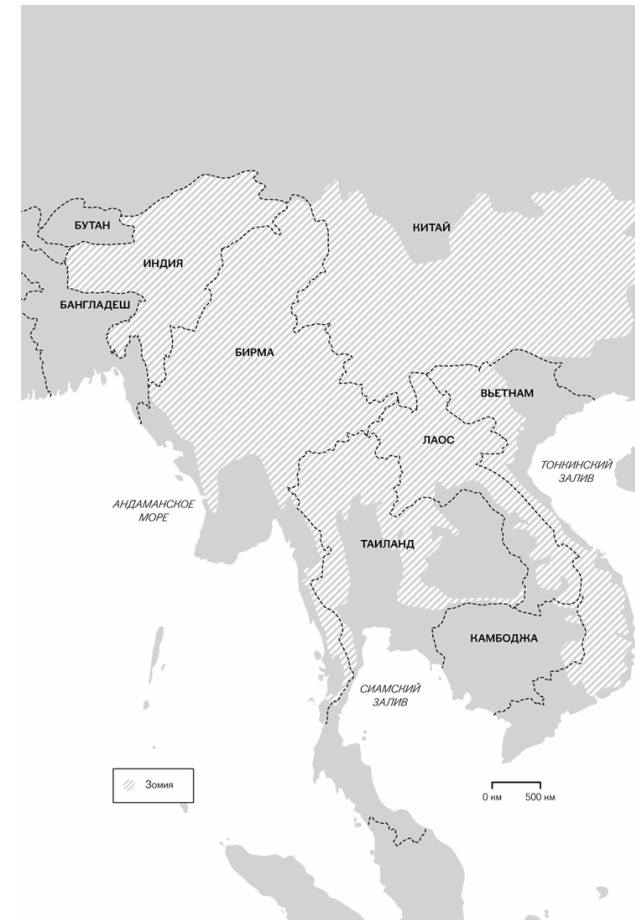 БУТАН
КИТАЙ
ИНДИЯ
БАНГЛАДЕШ
БИРМА
ВЬЕТНАМ
ЛАОС
ТОНКИНСКИЙ
ЗАЛИВ
АНДАМАНСКОЕ
МОРЕ
ТАИЛАНД
КАМБОДЖА
СИАМСКИЙ
ЗАЛИВ
Зомия
0 км 500 км